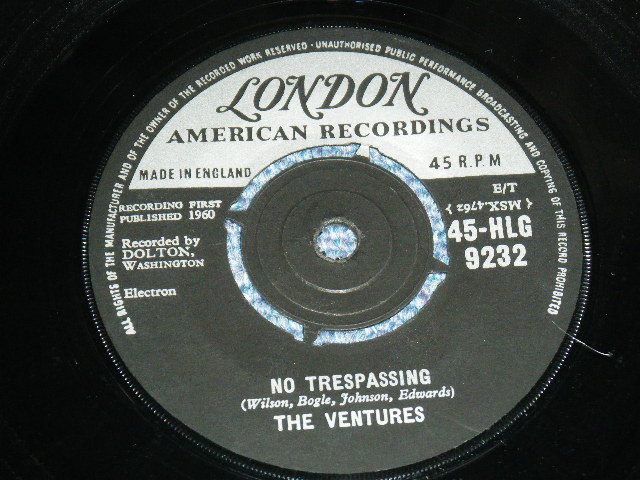 ALL RIGHTS OF THE MANUFACTURER AND OF THE OWNER OF THE RECORDED WORK RESERVED · UNAUTHORISED PUBLIC PERFORMANCE BROADCASTING AND COPYING OF THIS RECORD PROHIBITED
LONDON
AMERICAN RECORDINGS
MADE IN ENGLAND
45 R.P.M
RECORDING FIRST
PUBLISHED 1960
Recorded by
DOLTON,
WASHINGTON
Electron
E/T
(MSX.4762)
45-HLG
9232
NO TRESPASSING
(Wilson, Bogle, Johnson, Edwards)
THE VENTURES